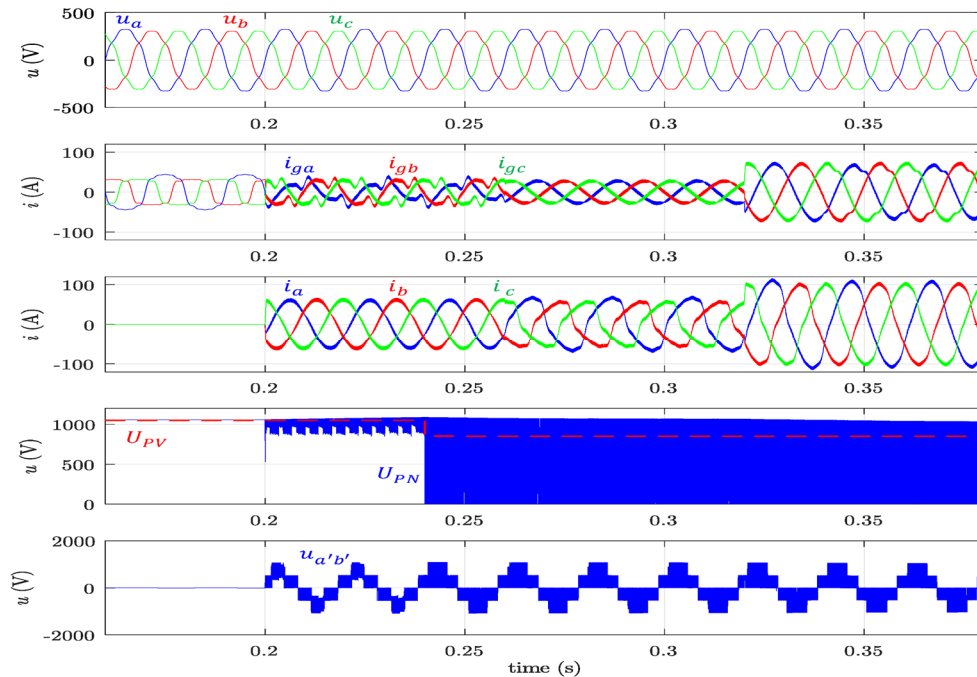 500
u_a u_b u_c
u (V)
0
-500
0.2 0.25 0.3 0.35
100
i_ga i_gb i_gc
i (A)
0
-100
0.2 0.25 0.3 0.35
100
i_a i_b i_c
i (A)
0
-100
0.2 0.25 0.3 0.35
1000
U_PV
u (V)
500
U_PN
0
0.2 0.25 0.3 0.35
2000
u_a'b'
u (V)
0
-2000
0.2 0.25 0.3 0.35
time (s)